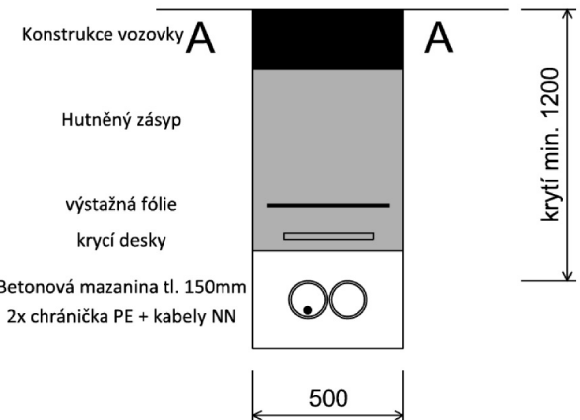 Konstrukce vozovky A A
Hutněný zásyp
výstažná fólie
krycí desky
Betonová mazanina tl. 150mm
2x chránička PE + kabely NN
krytí min. 1200
500